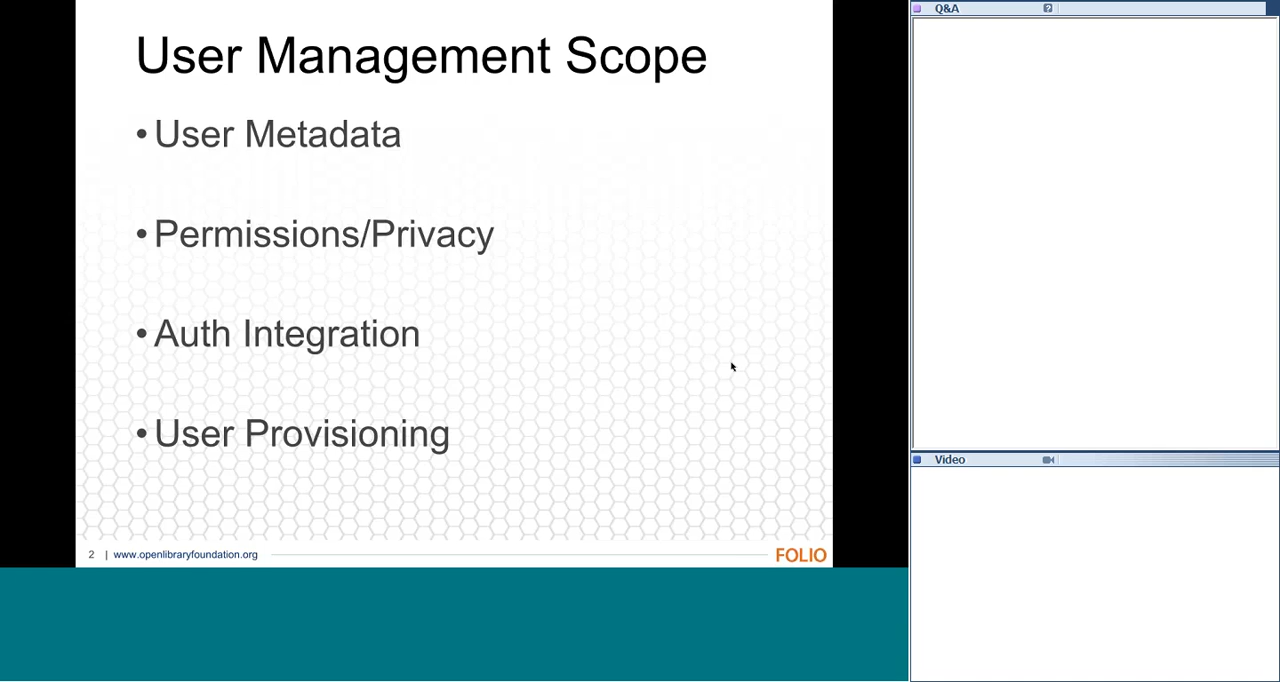 User Management Scope
• User Metadata
• Permissions/Privacy
• Auth Integration
• User Provisioning
2 | www.openlibraryfoundation.org
FOLIO
Q&A
?
Video